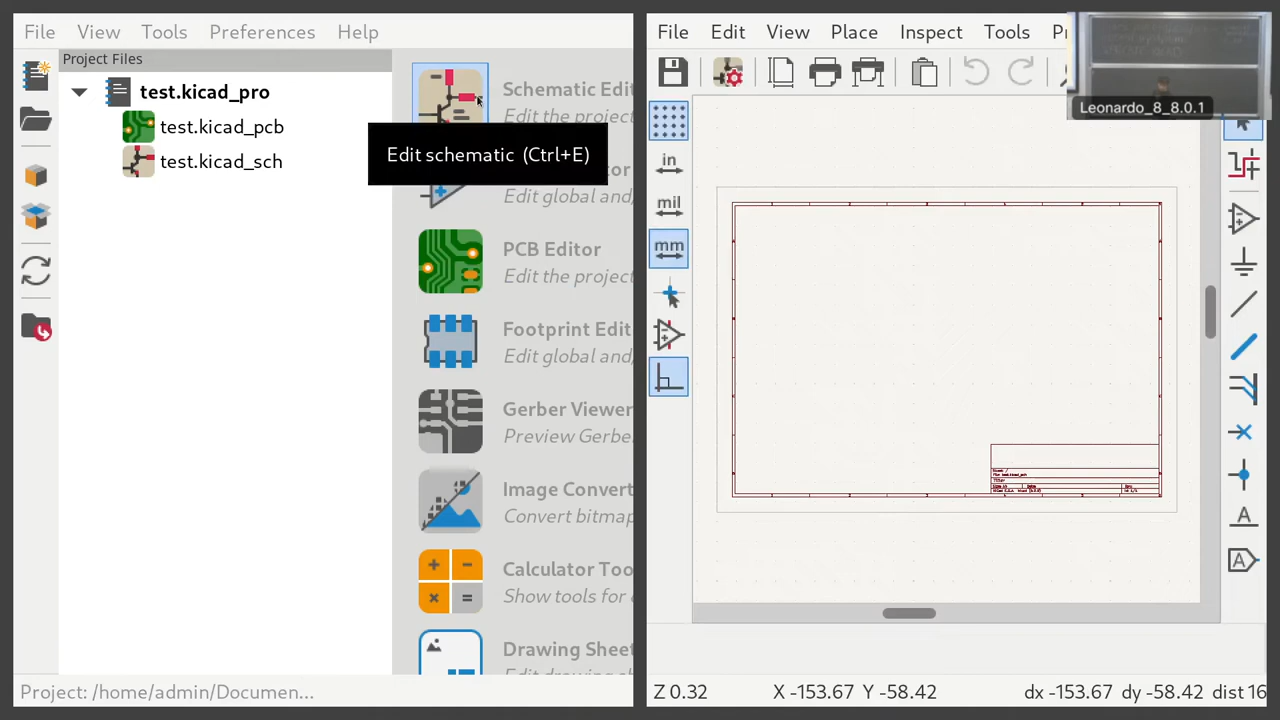 File View Tools Preferences Help
Project Files
test.kicad_pro
test.kicad_pcb
test.kicad_sch
Schematic Edit
Edit the project
Edit schematic (Ctrl+E)
tor
Edit global and/
PCB Editor
Edit the project
Footprint Edit
Edit global and/
Gerber Viewer
Preview Gerbe
Image Convert
Convert bitmap
Calculator Too
Show tools for
Drawing Sheet
Project: /home/admin/Documen...
File Edit View Place Inspect Tools P
Leonardo_8_8.0.1
in
mil
mm
A
A
Z 0.32 X -153.67 Y -58.42 dx -153.67 dy -58.42 dist 16